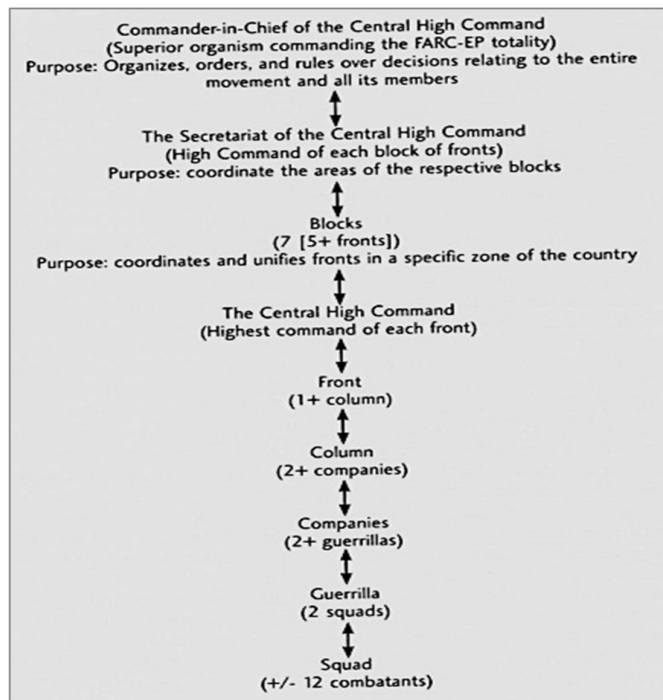 Commander-in-Chief of the Central High Command
(Superior organism commanding the FARC-EP totality)
Purpose: Organizes, orders, and rules over decisions relating to the entire
movement and all its members
The Secretariat of the Central High Command
(High Command of each block of fronts)
Purpose: coordinate the areas of the respective blocks
Blocks
(7 [5+ fronts])
Purpose: coordinates and unifies fronts in a specific zone of the country
The Central High Command
(Highest command of each front)
Front
(1+ column)
Column
(2+ companies)
Companies
(2+ guerrillas)
Guerrilla
(2 squads)
Squad
(+/- 12 combatants)